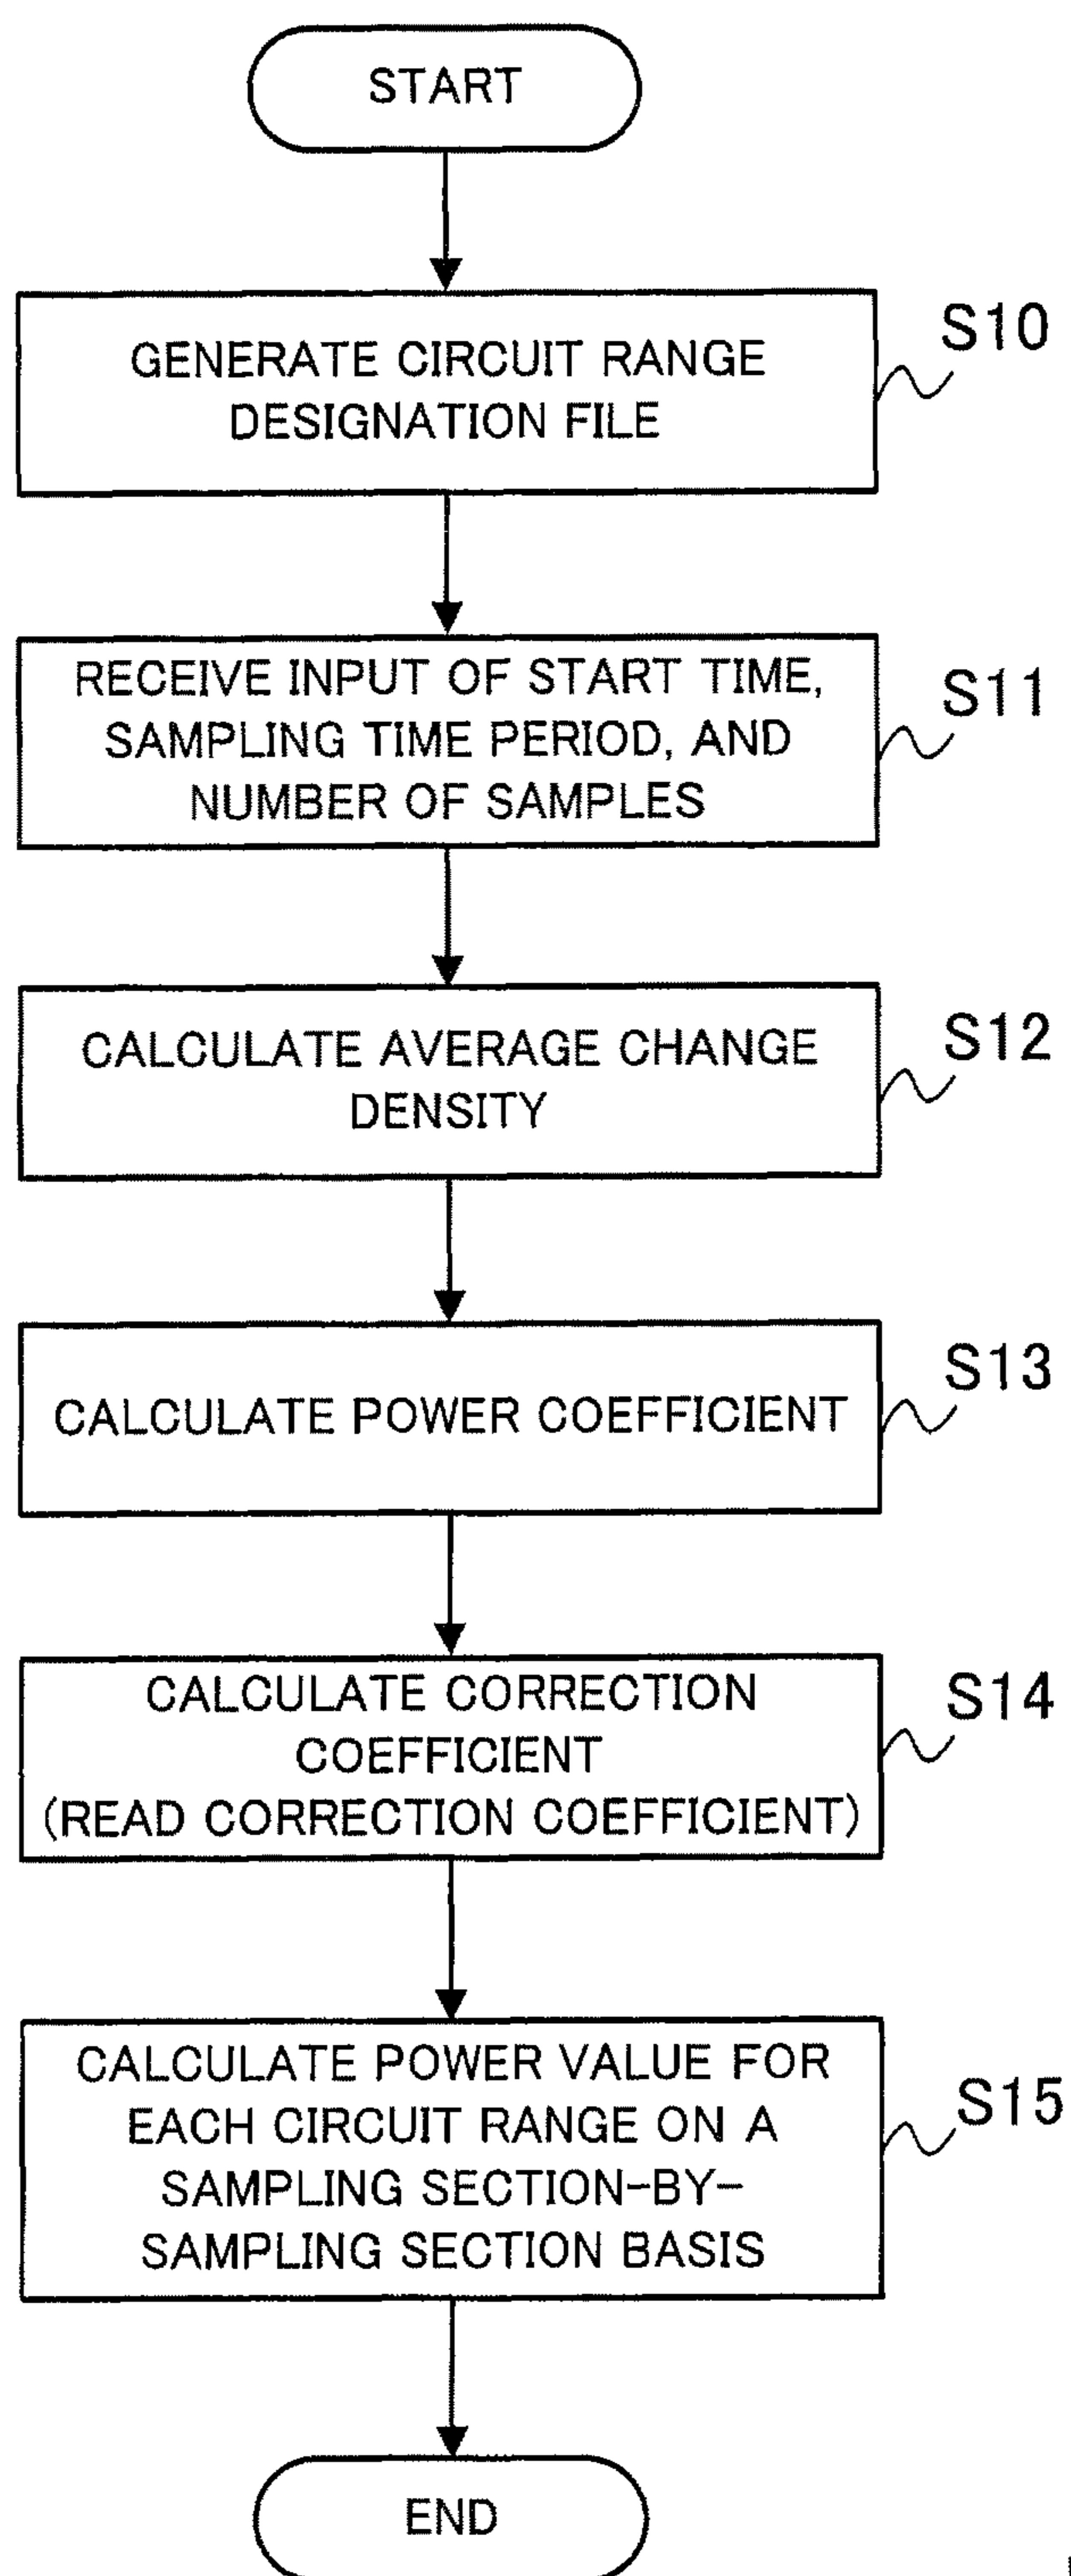 START
GENERATE CIRCUIT RANGE
DESIGNATION FILE
S10
RECEIVE INPUT OF START TIME,
SAMPLING TIME PERIOD, AND
NUMBER OF SAMPLES
S11
CALCULATE AVERAGE CHANGE
DENSITY
S12
CALCULATE POWER COEFFICIENT
S13
CALCULATE CORRECTION
COEFFICIENT
(READ CORRECTION COEFFICIENT)
S14
CALCULATE POWER VALUE FOR
EACH CIRCUIT RANGE ON A
SAMPLING SECTION-BY-
SAMPLING SECTION BASIS
S15
END